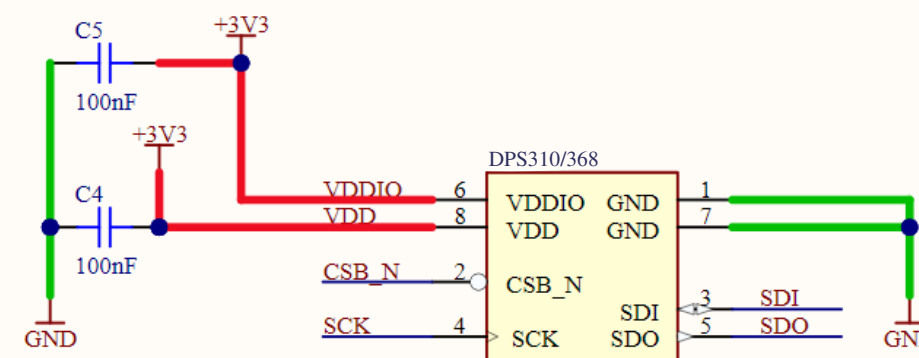 C5
+3V3
100nF
+3V3
DPS310/368
C4
VDDIO 6 VDDIO GND 1
VDD 8 VDD GND 7
100nF
CSB_N 2 CSB_N
SDI 3 SDI
GND SCK 4 SCK SDO 5 SDO